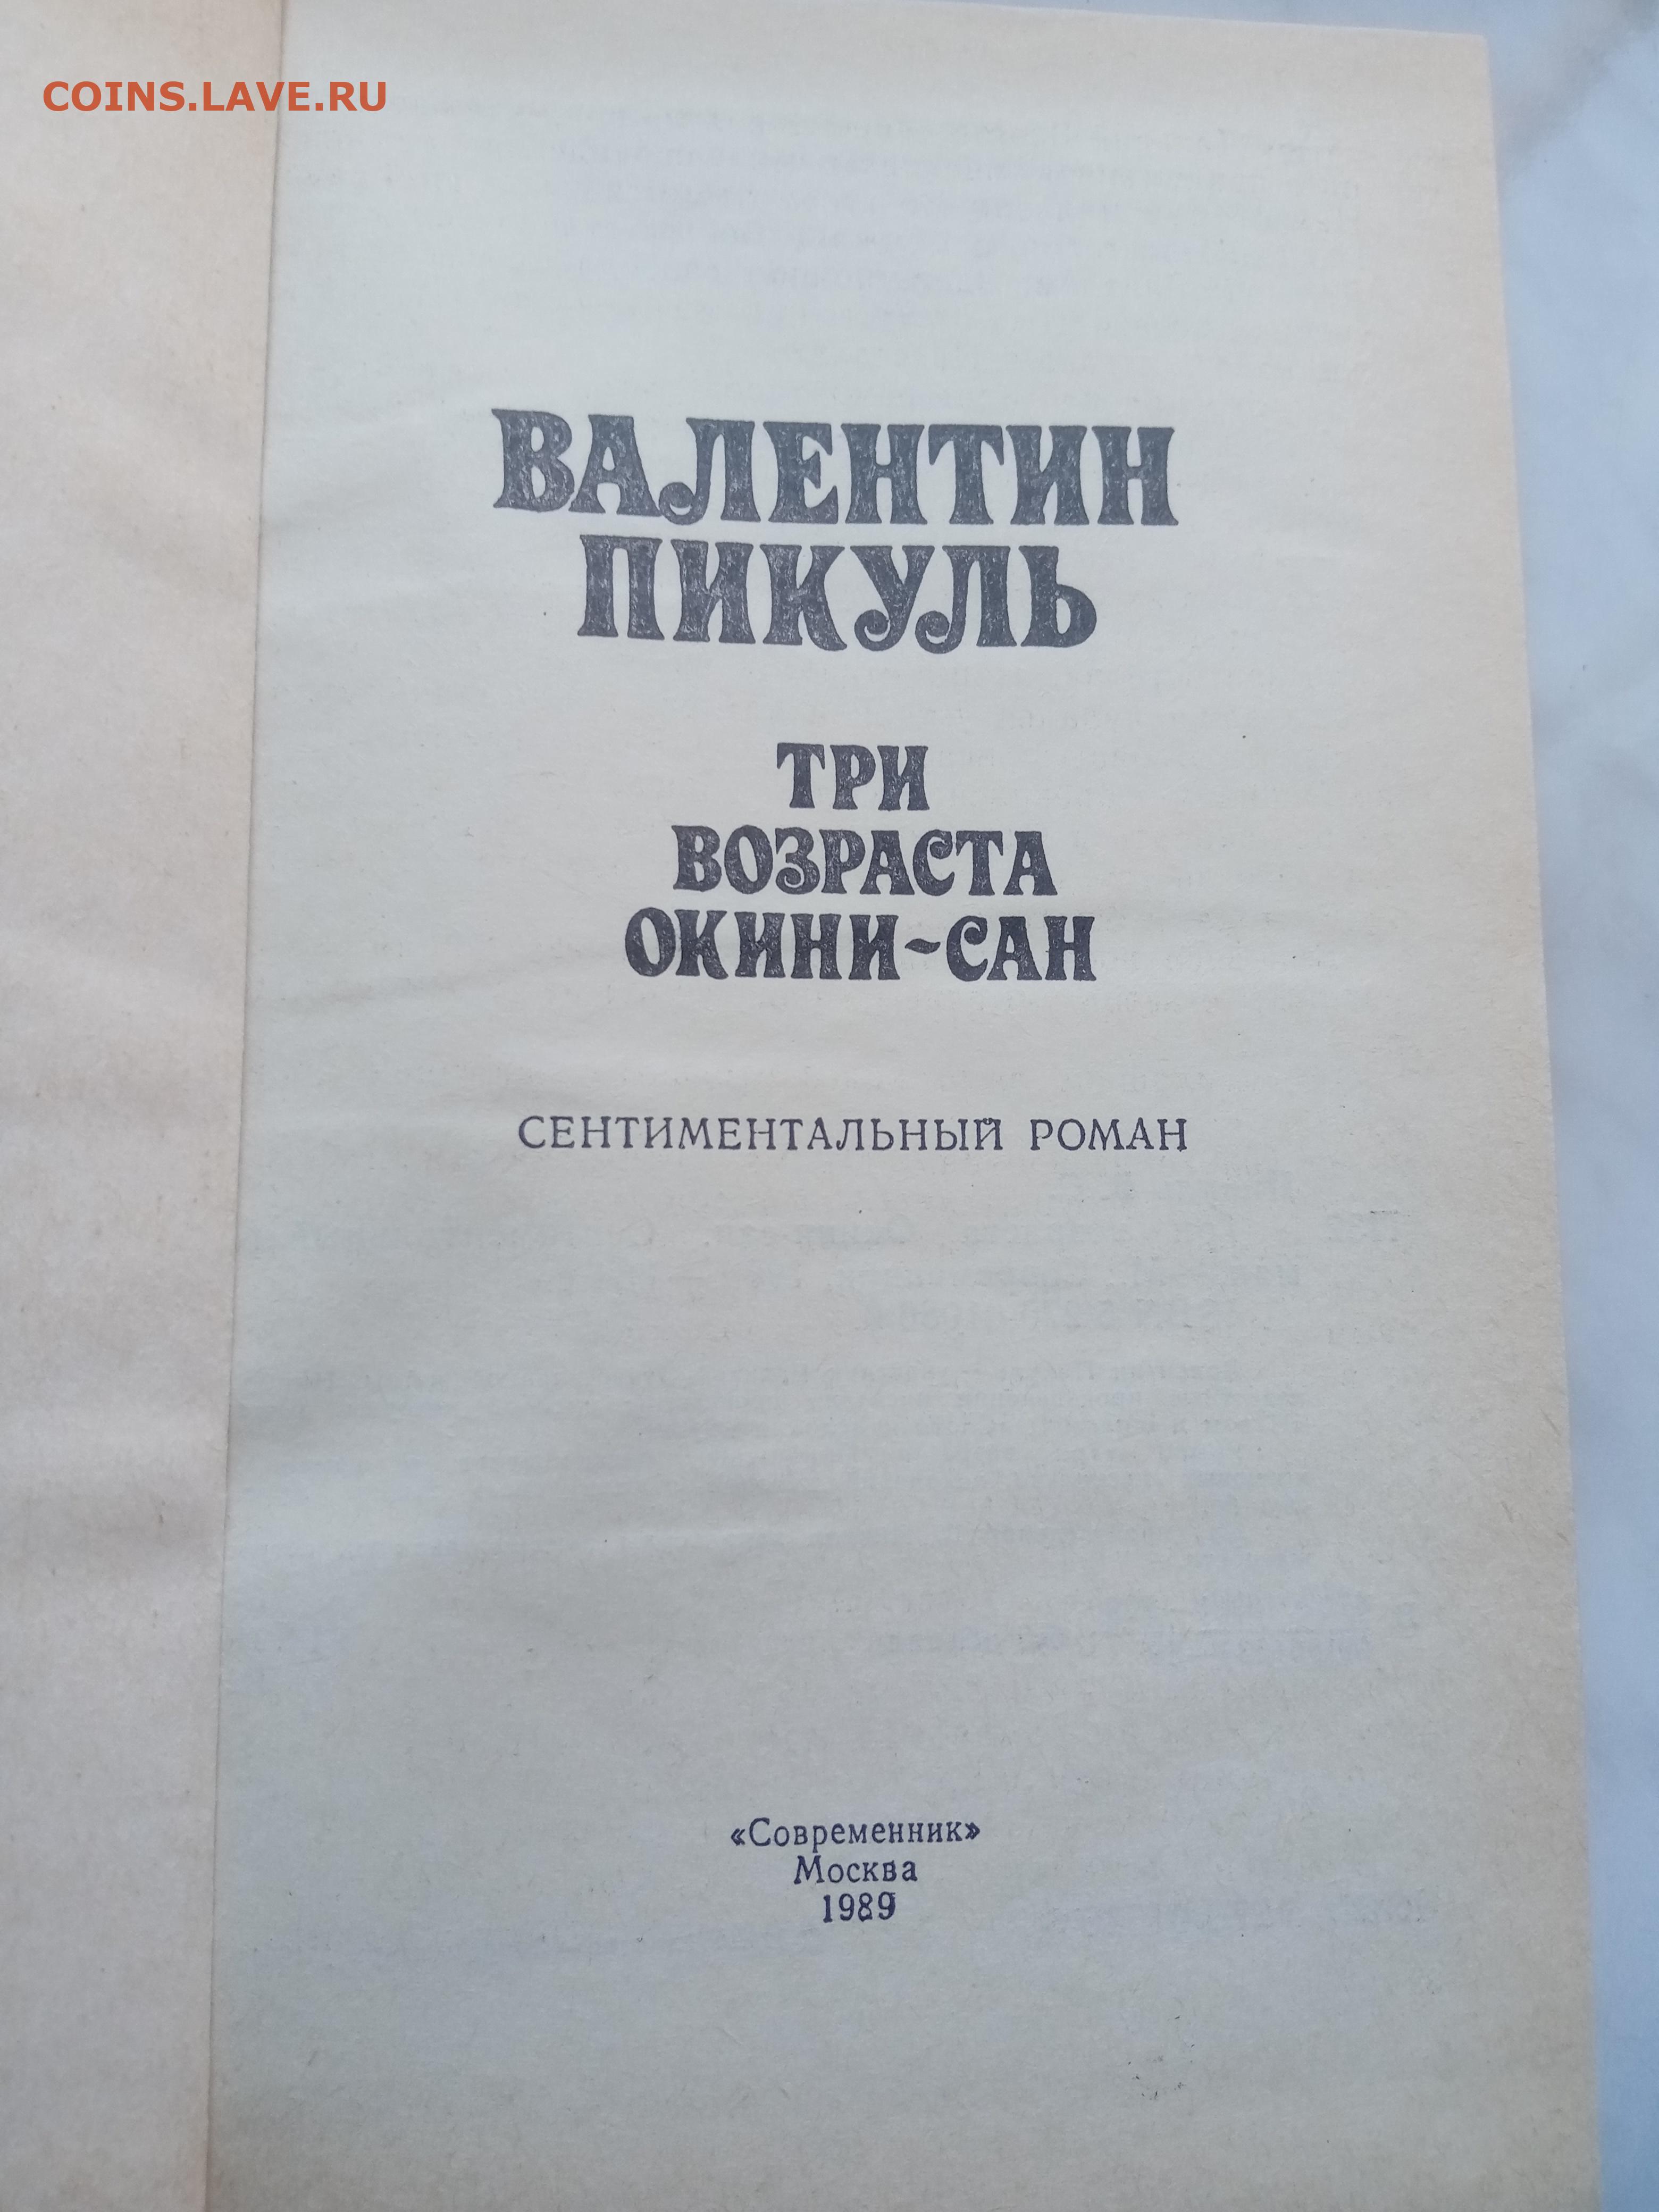 COINS.LAVE.RU
ВАЛЕНТИН
ПИКУЛЬ
ТРИ
ВОЗРАСТА
ОКИНИ-САН
СЕНТИМЕНТАЛЬНЫЙ РОМАН
«Современник»
Москва
1989